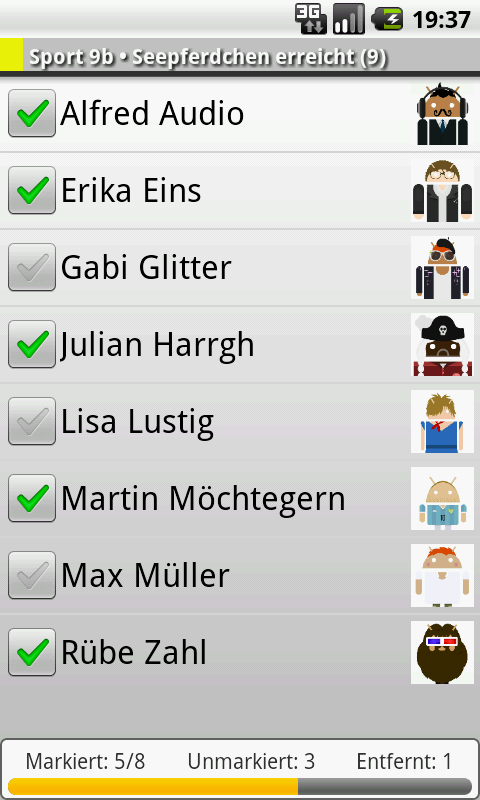 3G
19:37
Sport 9b • Seepferdchen erreicht (9)
Alfred Audio
Erika Eins
Gabi Glitter
Julian Harrgh
Lisa Lustig
Martin Möchtegern
Max Müller
Rübe Zahl
Markiert: 5/8 Unmarkiert: 3 Entfernt: 1